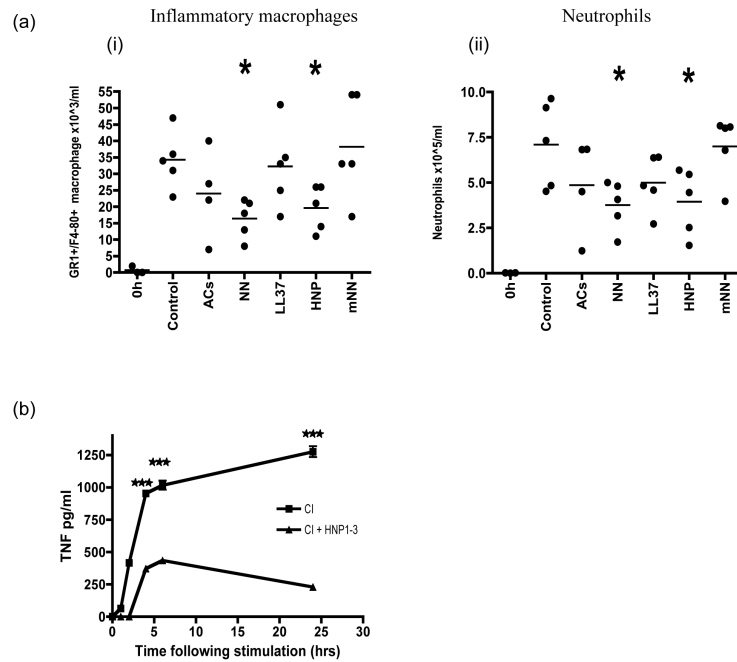 (a)
Inflammatory macrophages
Neutrophils
(i)
*
*
GR1+/F4-80+ macrophage x10^3/ml
55
50
45
40
35
30
25
20
15
10
5
0
0h
Control
ACs
NN
LL37
HNP
mNN
(ii)
*
*
Neutrophils x10^5/ml
10.0
7.5
5.0
2.5
0.0
0h
Control
ACs
NN
LL37
HNP
mNN
(b)
***
***
***
TNF pg/ml
1250
1000
750
500
250
0
0
5
10
15
20
25
30
Time following stimulation (hrs)
CI
CI + HNP1-3